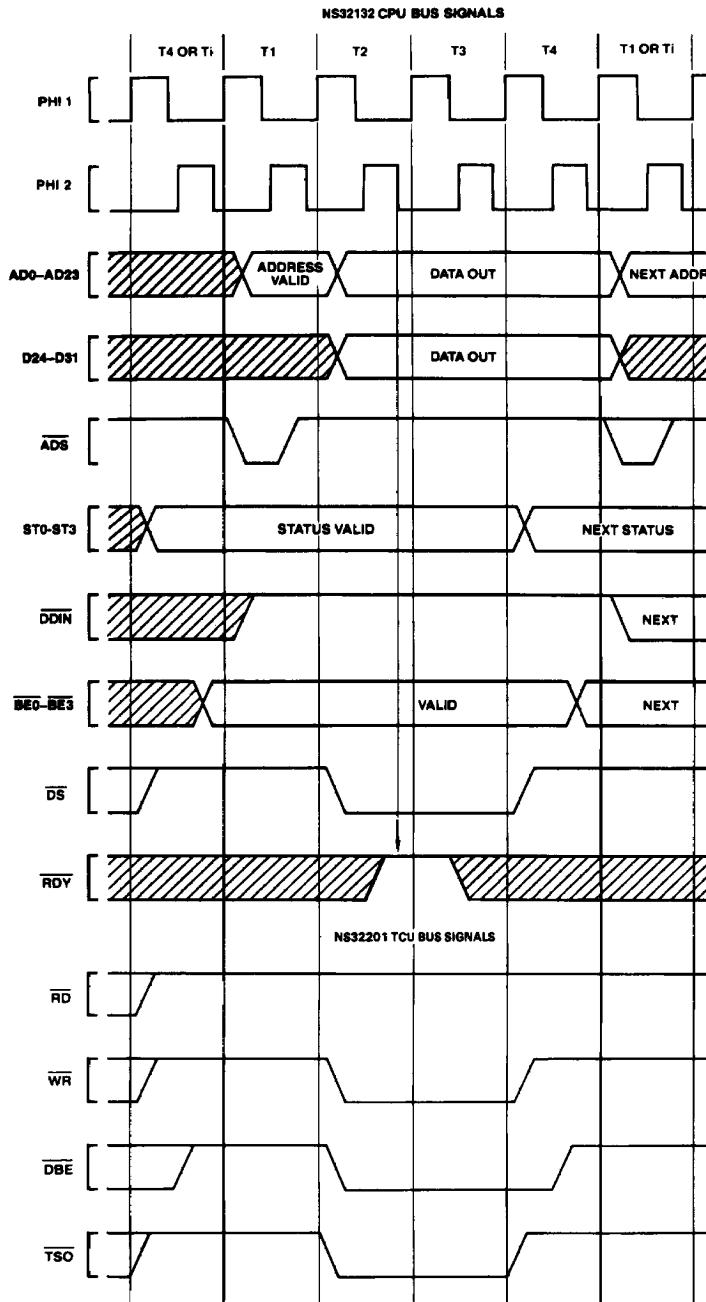 NS32132 CPU BUS SIGNALS
T4 OR Ti T1 T2 T3 T4 T1 OR Ti
PHI 1
PHI 2
AD0–AD23 ADDRESS VALID DATA OUT NEXT ADDR
D24–D31 DATA OUT
ADS
ST0-ST3 STATUS VALID NEXT STATUS
DDIN NEXT
BE0-BE3 VALID NEXT
DS
RDY
NS32201 TCU BUS SIGNALS
RD
WR
DBE
TSO